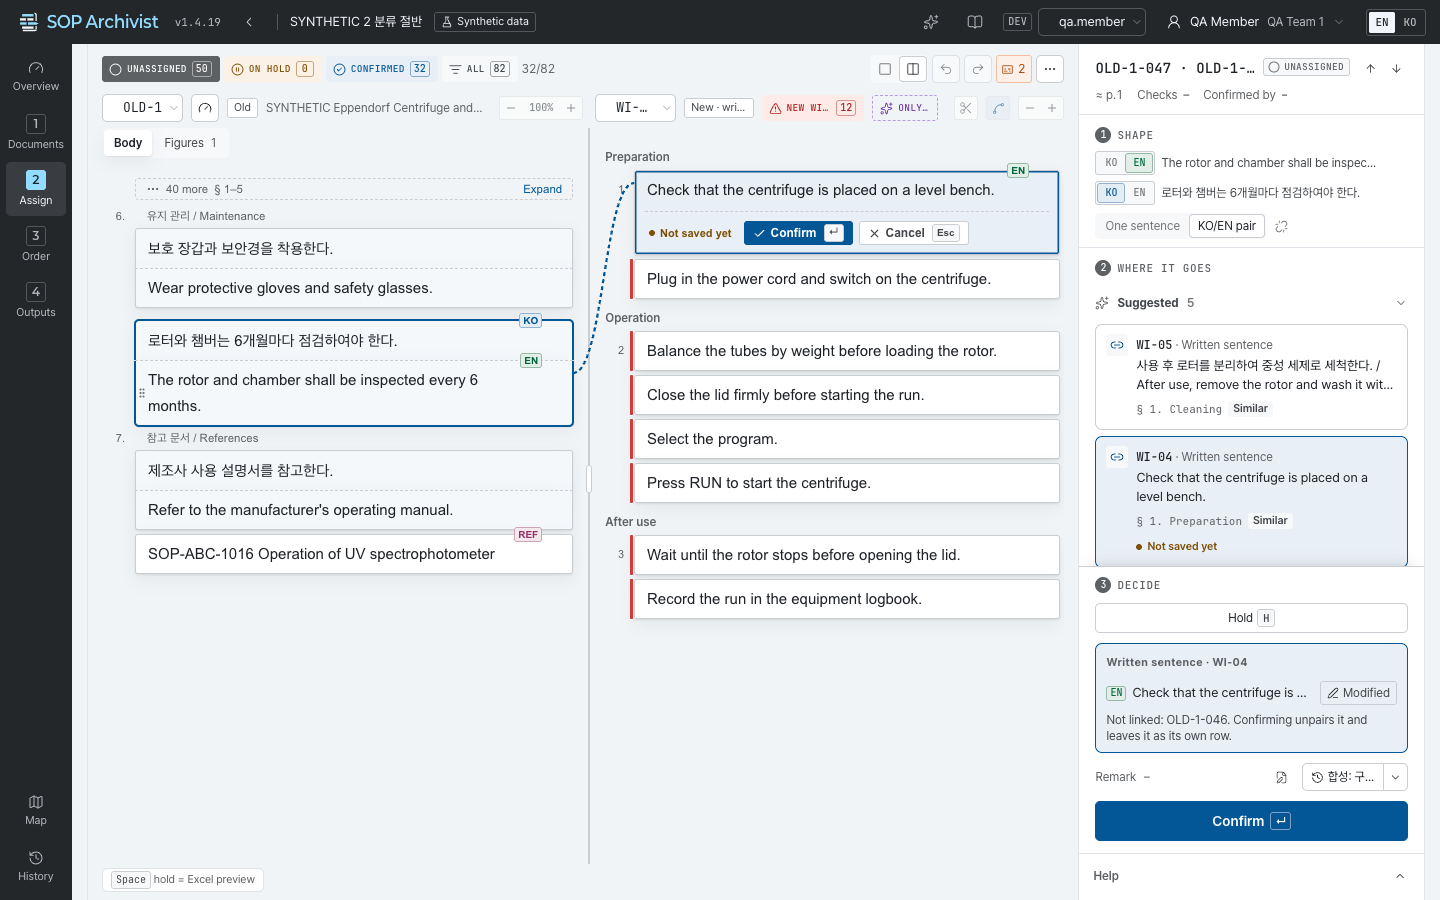 SOP Archivist v1.4.19 SYNTHETIC 2 분류 절반 Synthetic data DEV qa.member QA Member QA Team 1 EN KO
Overview
1
Documents
2
Assign
3
Order
4
Outputs
Map
History
UNASSIGNED 50 ON HOLD 0 CONFIRMED 32 ALL 82 32/82 2
OLD-1 Old SYNTHETIC Eppendorf Centrifuge and... 100% WI-... New · wri... NEW WI... 12 ONLY...
Body Figures 1
40 more § 1–5 Expand
6. 유지 관리 / Maintenance
보호 장갑과 보안경을 착용한다.
Wear protective gloves and safety glasses.
KO
로터와 챔버는 6개월마다 점검하여야 한다.
EN
The rotor and chamber shall be inspected every 6
months.
7. 참고 문서 / References
제조사 사용 설명서를 참고한다.
Refer to the manufacturer's operating manual.
REF
SOP-ABC-1016 Operation of UV spectrophotometer
Space hold = Excel preview
Preparation
EN
1 Check that the centrifuge is placed on a level bench.
Not saved yet Confirm Cancel Esc
Plug in the power cord and switch on the centrifuge.
Operation
2 Balance the tubes by weight before loading the rotor.
Close the lid firmly before starting the run.
Select the program.
Press RUN to start the centrifuge.
After use
3 Wait until the rotor stops before opening the lid.
Record the run in the equipment logbook.
OLD-1-047 · OLD-1-... UNASSIGNED
≈ p.1 Checks – Confirmed by –
1 SHAPE
KO EN The rotor and chamber shall be inspec...
KO EN 로터와 챔버는 6개월마다 점검하여야 한다.
One sentence KO/EN pair
2 WHERE IT GOES
Suggested 5
WI-05 · Written sentence
사용 후 로터를 분리하여 중성 세제로 세척한다. /
After use, remove the rotor and wash it wit...
§ 1. Cleaning Similar
WI-04 · Written sentence
Check that the centrifuge is placed on a
level bench.
§ 1. Preparation Similar
Not saved yet
3 DECIDE
Hold H
Written sentence · WI-04
EN Check that the centrifuge is ... Modified
Not linked: OLD-1-046. Confirming unpairs it and
leaves it as its own row.
Remark – 합성: 구...
Confirm
Help